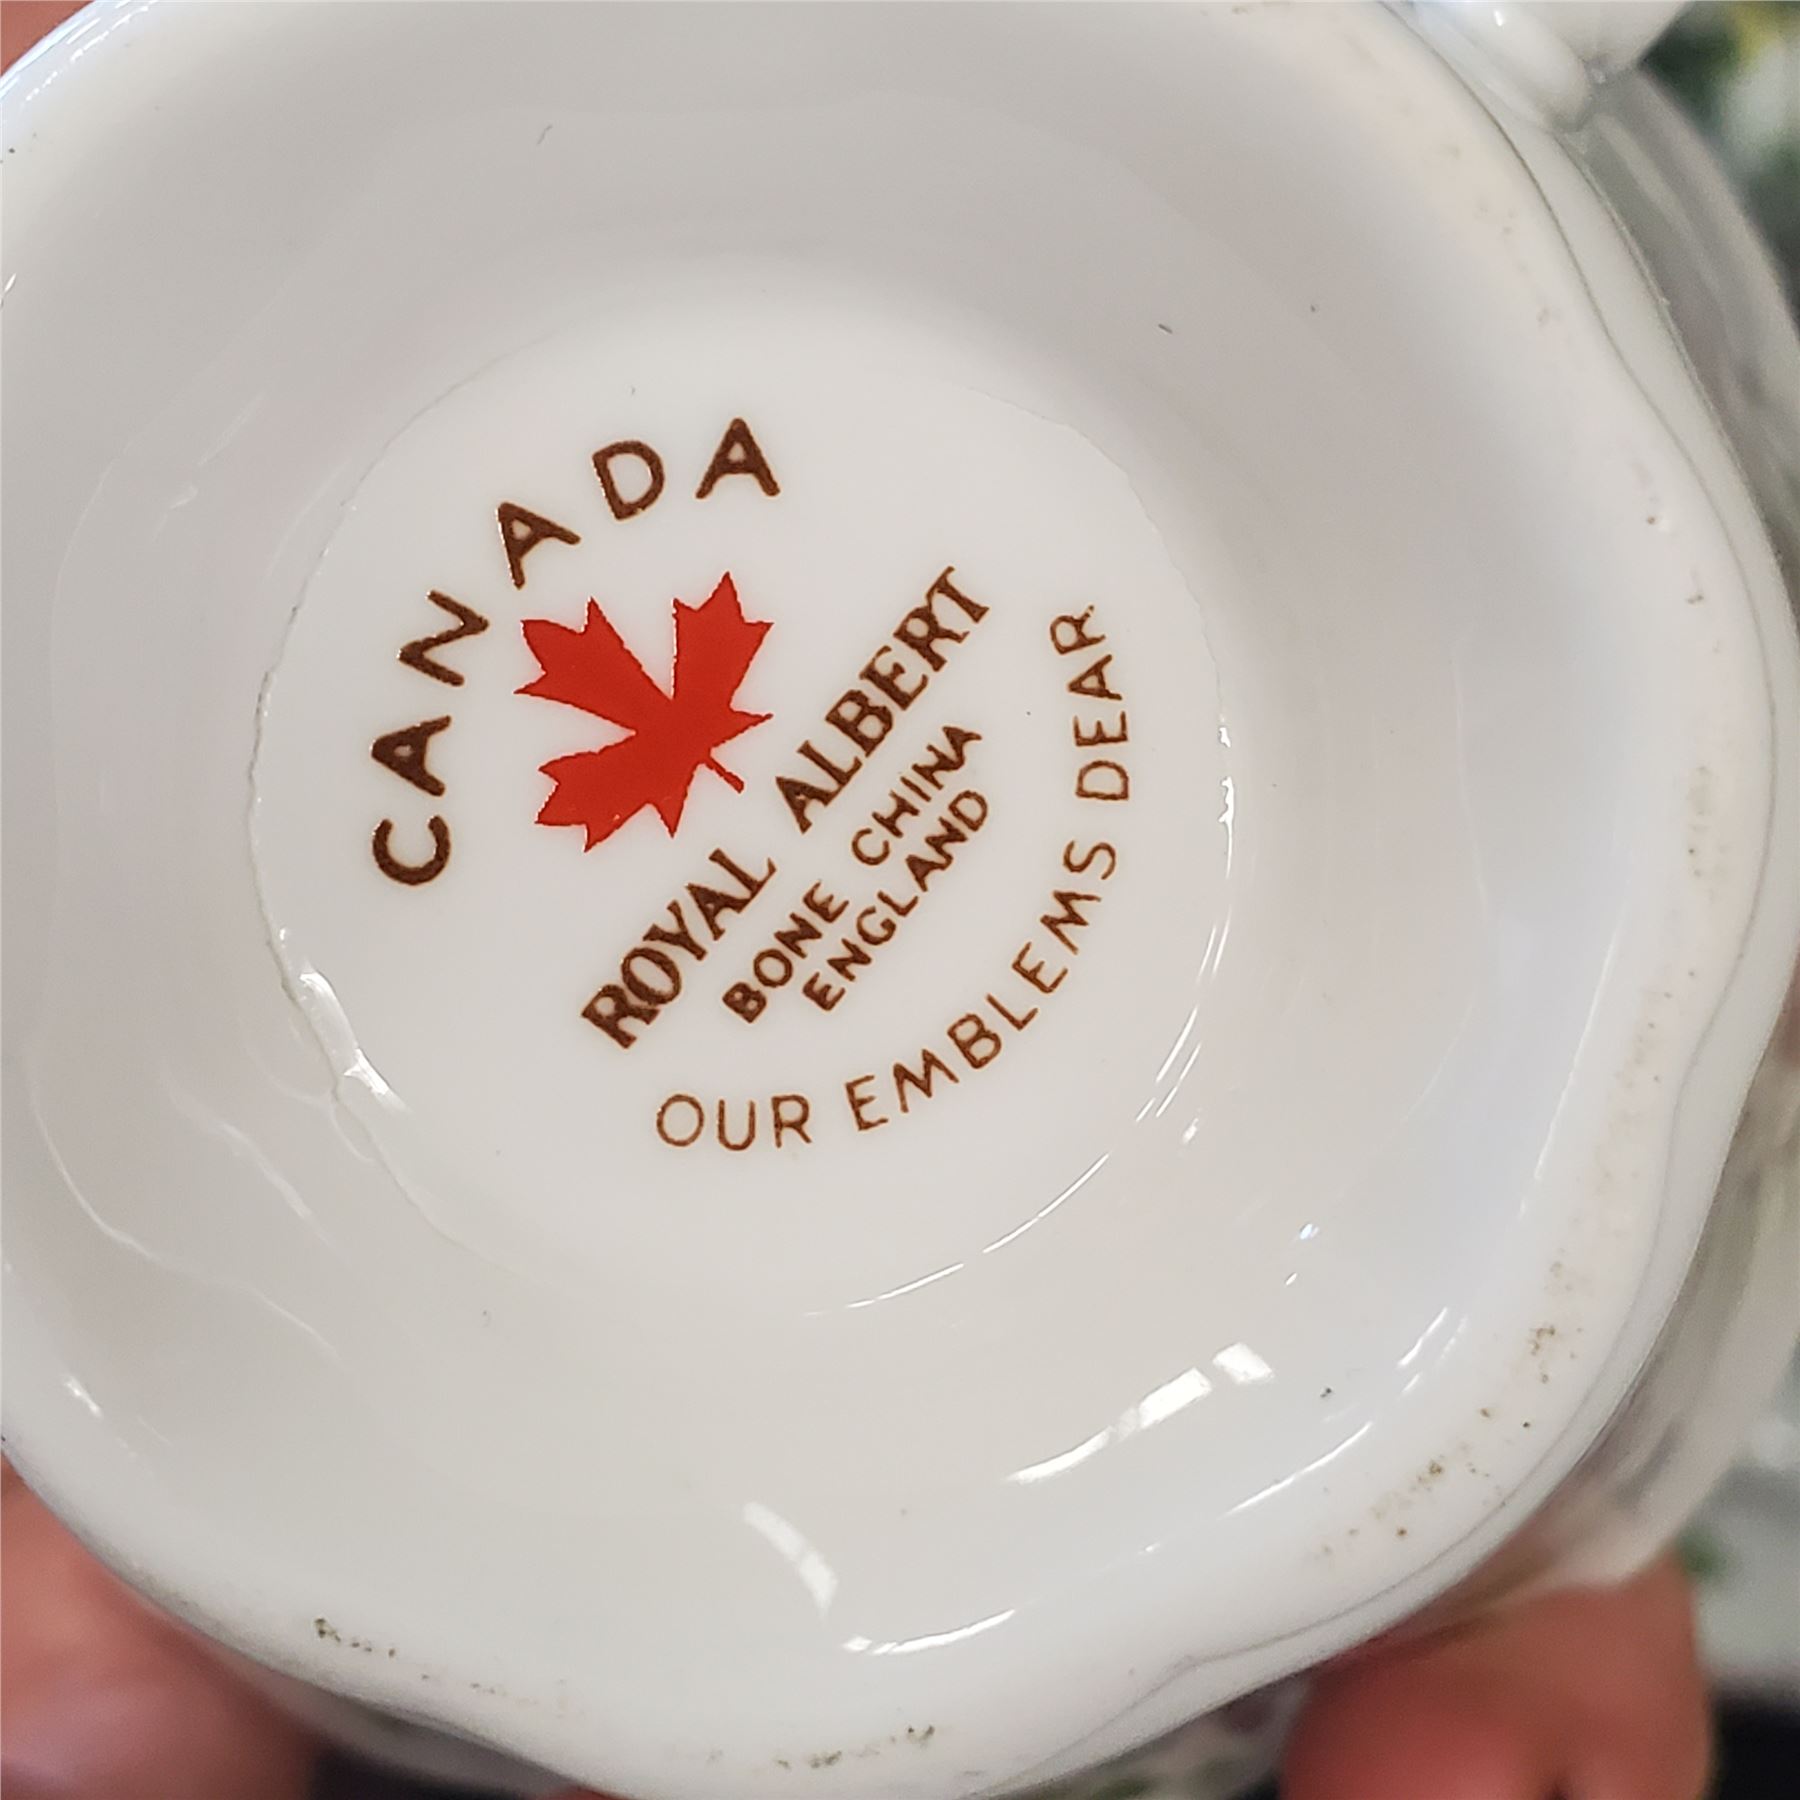 CANADA
ROYAL ALBERT
BONE CHINA
ENGLAND
OUR EMBLEMS DEAR